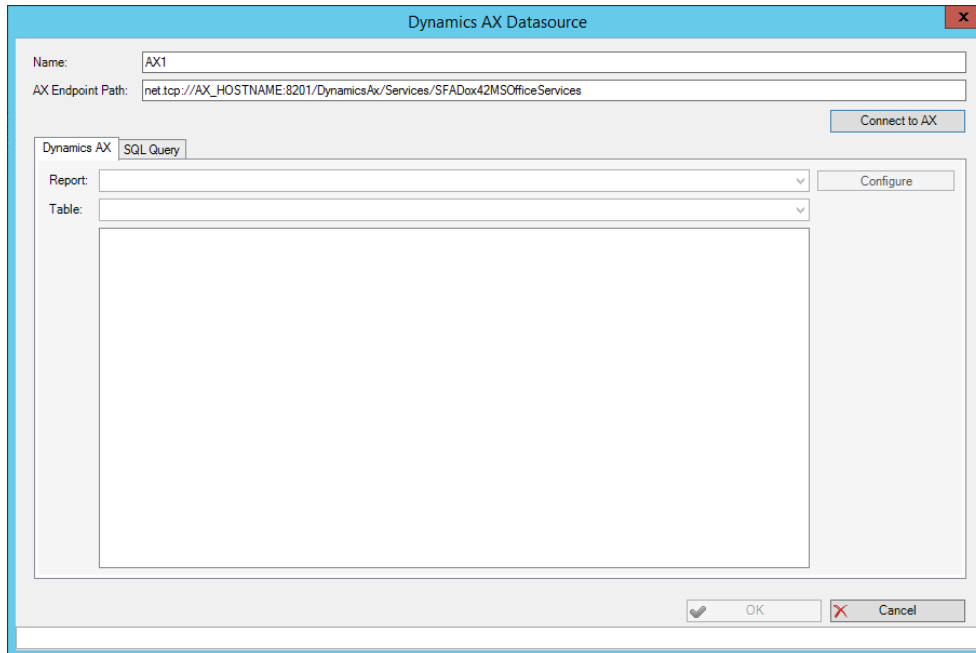 Dynamics AX Datasource
x
Name: AX1
AX Endpoint Path: net.tcp://AX_HOSTNAME:8201/DynamicsAx/Services/SFADox42MSOfficeServices
Connect to AX
Dynamics AX SQL Query
Report: Configure
Table:
OK Cancel